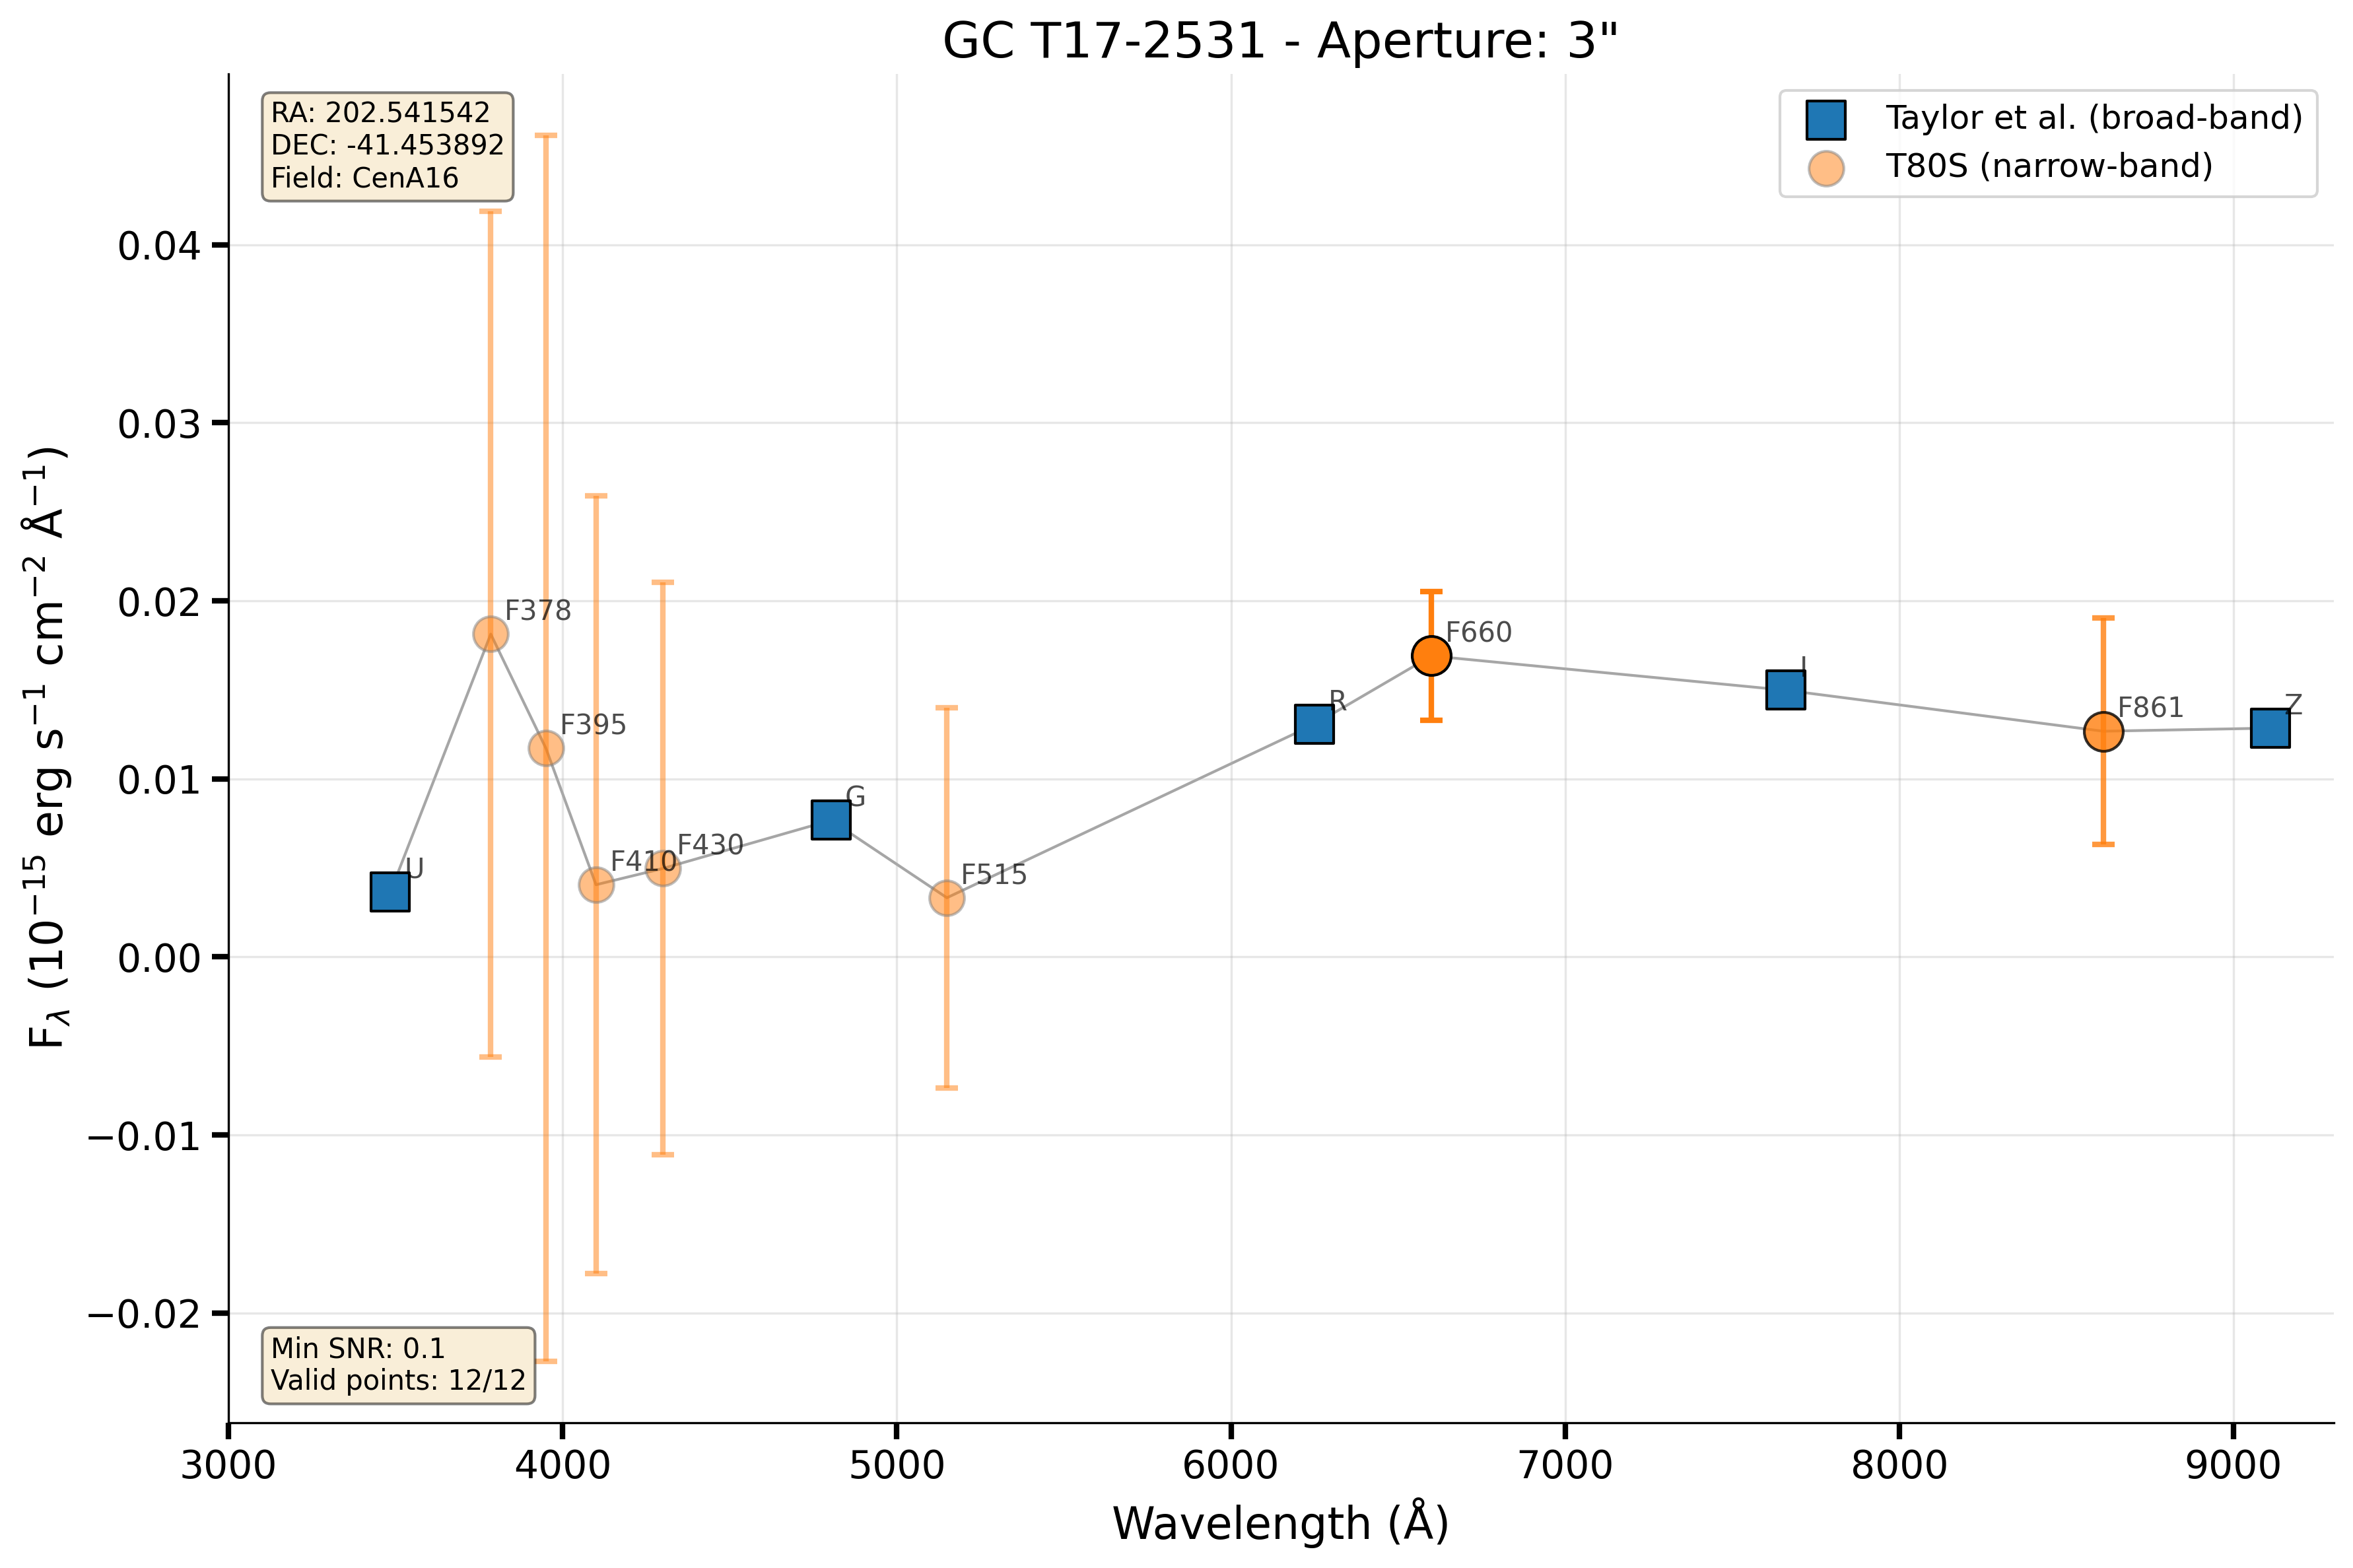 GC T17-2531 - Aperture: 3"
RA: 202.541542
DEC: -41.453892
Field: CenA16
Taylor et al. (broad-band)
T80S (narrow-band)
F$_{λ}$ (10$^{−15}$ erg s$^{−1}$ cm$^{−2}$ Å$^{−1}$)
0.04
0.03
0.02
0.01
0.00
−0.01
−0.02
U
F378
F395
F410
F430
G
F515
R
F660
I
F861
Z
Min SNR: 0.1
Valid points: 12/12
3000 4000 5000 6000 7000 8000 9000
Wavelength (Å)